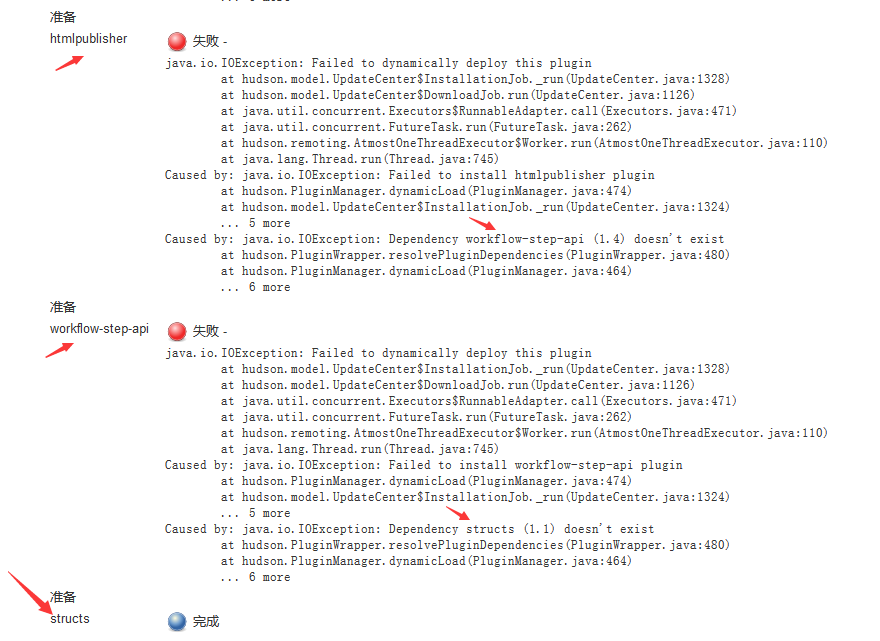 准备
htmlpublisher
失败 -
java.io.IOException: Failed to dynamically deploy this plugin
at hudson.model.UpdateCenter$InstallationJob._run(UpdateCenter.java:1328)
at hudson.model.UpdateCenter$DownloadJob.run(UpdateCenter.java:1126)
at java.util.concurrent.Executors$RunnableAdapter.call(Executors.java:471)
at java.util.concurrent.FutureTask.run(FutureTask.java:262)
at hudson.remoting.AtmostOneThreadExecutor$Worker.run(AtmostOneThreadExecutor.java:110)
at java.lang.Thread.run(Thread.java:745)
Caused by: java.io.IOException: Failed to install htmlpublisher plugin
at hudson.PluginManager.dynamicLoad(PluginManager.java:474)
at hudson.model.UpdateCenter$InstallationJob._run(UpdateCenter.java:1324)
... 5 more
Caused by: java.io.IOException: Dependency workflow-step-api (1.4) doesn't exist
at hudson.PluginWrapper.resolvePluginDependencies(PluginWrapper.java:480)
at hudson.PluginManager.dynamicLoad(PluginManager.java:464)
... 6 more
准备
workflow-step-api
失败 -
java.io.IOException: Failed to dynamically deploy this plugin
at hudson.model.UpdateCenter$InstallationJob._run(UpdateCenter.java:1328)
at hudson.model.UpdateCenter$DownloadJob.run(UpdateCenter.java:1126)
at java.util.concurrent.Executors$RunnableAdapter.call(Executors.java:471)
at java.util.concurrent.FutureTask.run(FutureTask.java:262)
at hudson.remoting.AtmostOneThreadExecutor$Worker.run(AtmostOneThreadExecutor.java:110)
at java.lang.Thread.run(Thread.java:745)
Caused by: java.io.IOException: Failed to install workflow-step-api plugin
at hudson.PluginManager.dynamicLoad(PluginManager.java:474)
at hudson.model.UpdateCenter$InstallationJob._run(UpdateCenter.java:1324)
... 5 more
Caused by: java.io.IOException: Dependency structs (1.1) doesn't exist
at hudson.PluginWrapper.resolvePluginDependencies(PluginWrapper.java:480)
at hudson.PluginManager.dynamicLoad(PluginManager.java:464)
... 6 more
准备
structs
完成